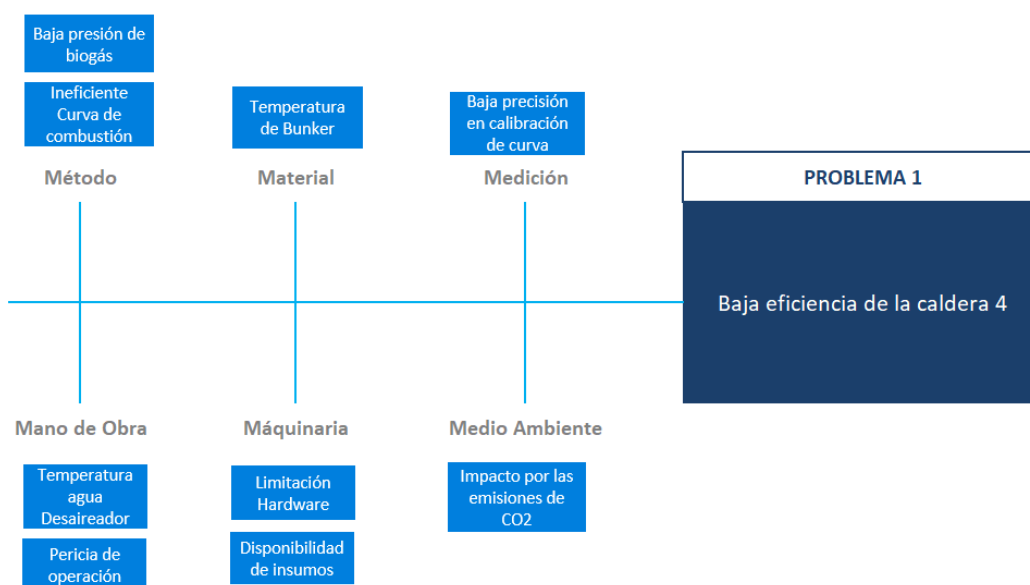 Baja presión de
biogás
Ineficiente
Curva de
combustión
Temperatura
de Bunker
Baja precisión
en calibración
de curva
Método
Material
Medición
PROBLEMA 1
Baja eficiencia de la caldera 4
Mano de Obra
Máquinaria
Medio Ambiente
Temperatura
agua
Desaireador
Pericia de
operación
Limitación
Hardware
Disponibilidad
de insumos
Impacto por las
emisiones de
CO2